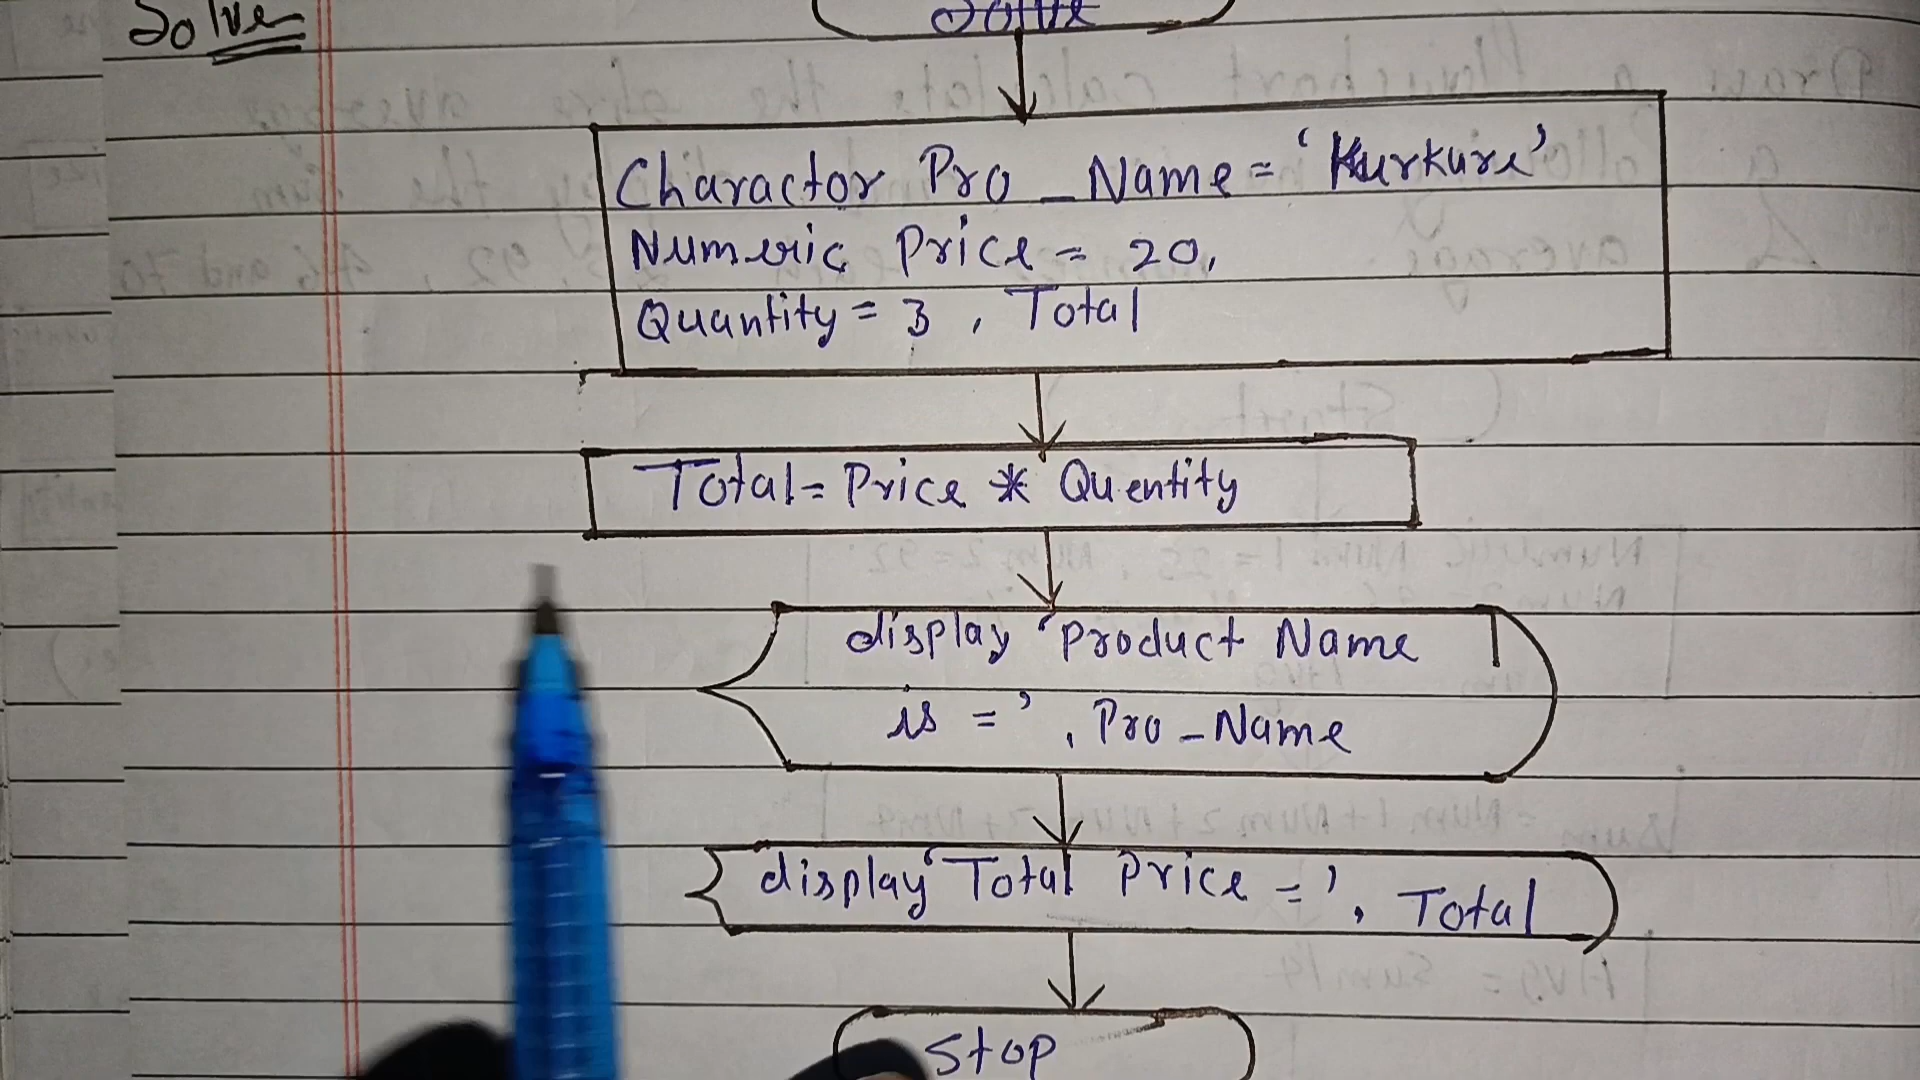 Solve
Charactor Pro_Name = 'Kurkure'
Numeric Price = 20,
Quantity = 3 , Total
Total = Price * Quentity
display 'Product Name
is = ' , Pro_Name
display 'Total Price = ' , Total
Stop